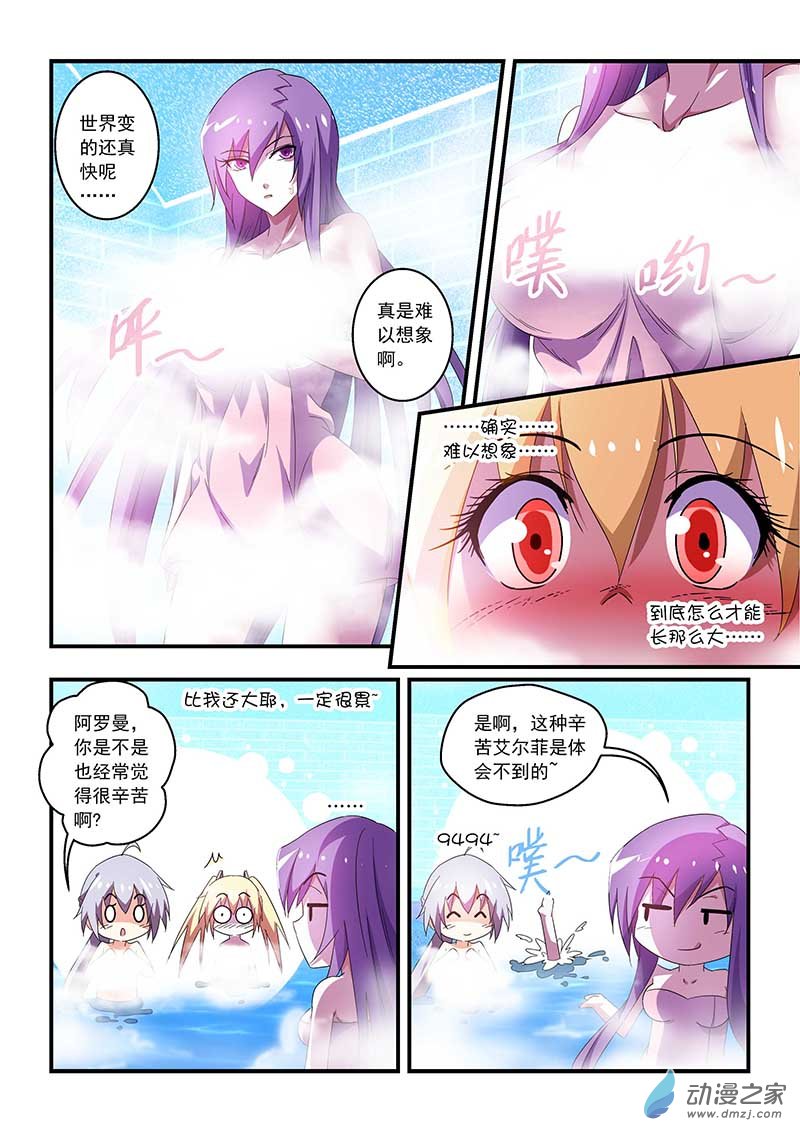 世界变
的还真
快呢
……
真是难
以想象
啊。
呼~
噗
哟~
……确实……
难以想象……
到底怎么才能
长那么大……
比我还大耶，一定很累~
阿罗曼，
你是不是
也经常觉
得很辛苦
啊？
……
是啊，这种辛
苦艾尔菲是体
会不到的~
9494~
噗~
动漫之家
www.dmzj.com